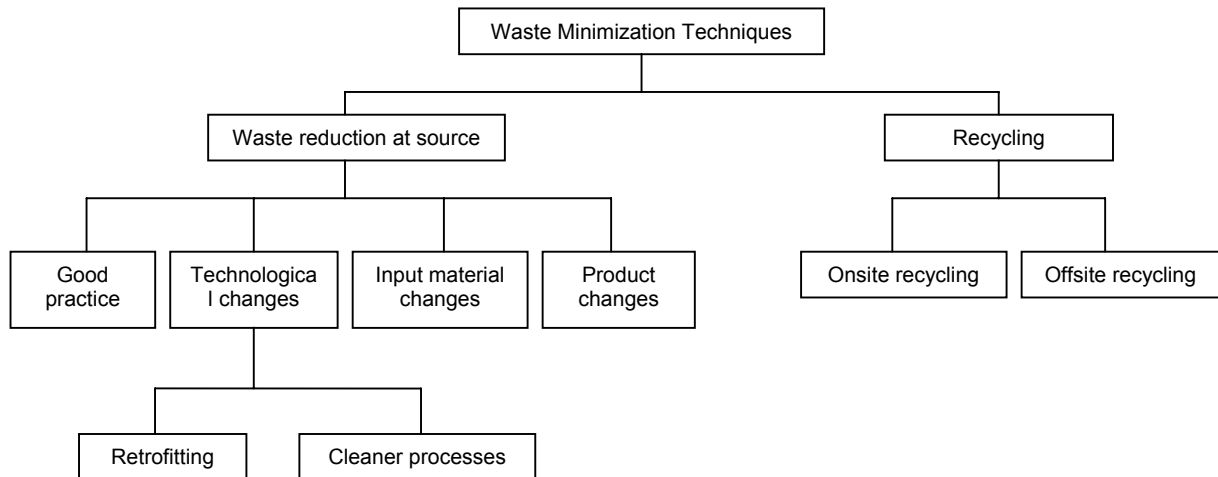 Waste Minimization Techniques
Waste reduction at source
Recycling
Good
practice
Technologica
l changes
Input material
changes
Product
changes
Onsite recycling
Offsite recycling
Retrofitting
Cleaner processes